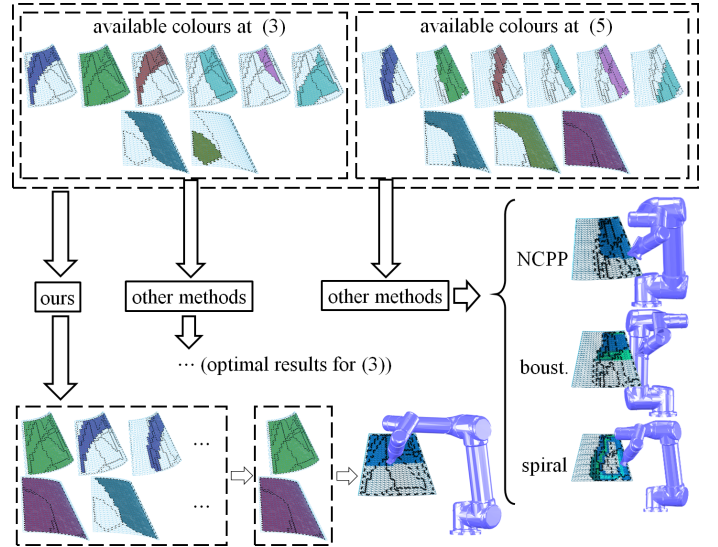 available colours at (3)
available colours at (5)
ours
other methods
other methods
NCPP
··· (optimal results for (3))
boust.
···
spiral
···